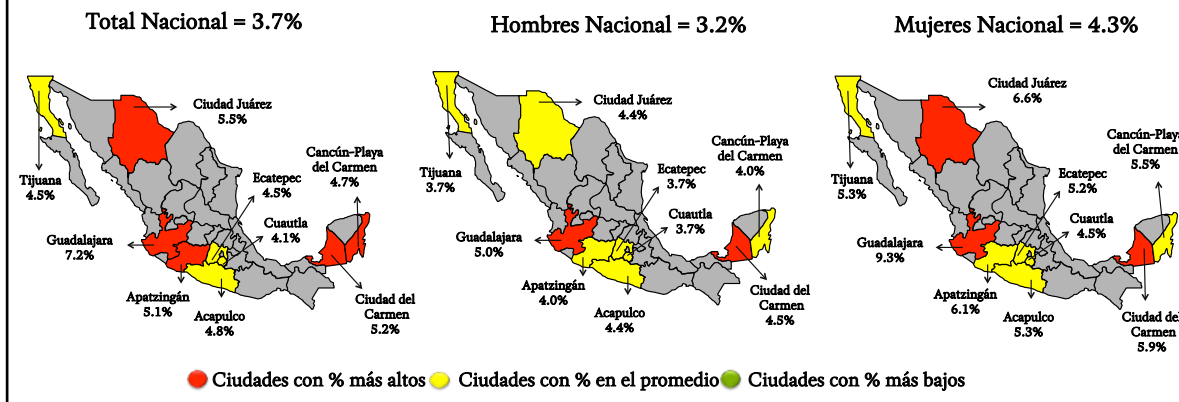 Total Nacional = 3.7%
Ciudad Juárez
5.5%
Cancún-Playa
del Carmen
4.7%
Ecatepec
4.5%
Tijuana
4.5%
Cuautla
4.1%
Guadalajara
7.2%
Apatzingán
5.1%
Acapulco
4.8%
Ciudad del
Carmen
5.2%
Hombres Nacional = 3.2%
Ciudad Juárez
4.4%
Cancún-Playa
del Carmen
4.0%
Ecatepec
3.7%
Tijuana
3.7%
Cuautla
3.7%
Guadalajara
5.0%
Apatzingán
4.0%
Acapulco
4.4%
Ciudad del
Carmen
4.5%
Mujeres Nacional = 4.3%
Ciudad Juárez
6.6%
Cancún-Playa
del Carmen
5.5%
Ecatepec
5.2%
Tijuana
5.3%
Cuautla
4.5%
Guadalajara
9.3%
Apatzingán
6.1%
Acapulco
5.3%
Ciudad del
Carmen
5.9%
Ciudades con % más altos
Ciudades con % en el promedio
Ciudades con % más bajos